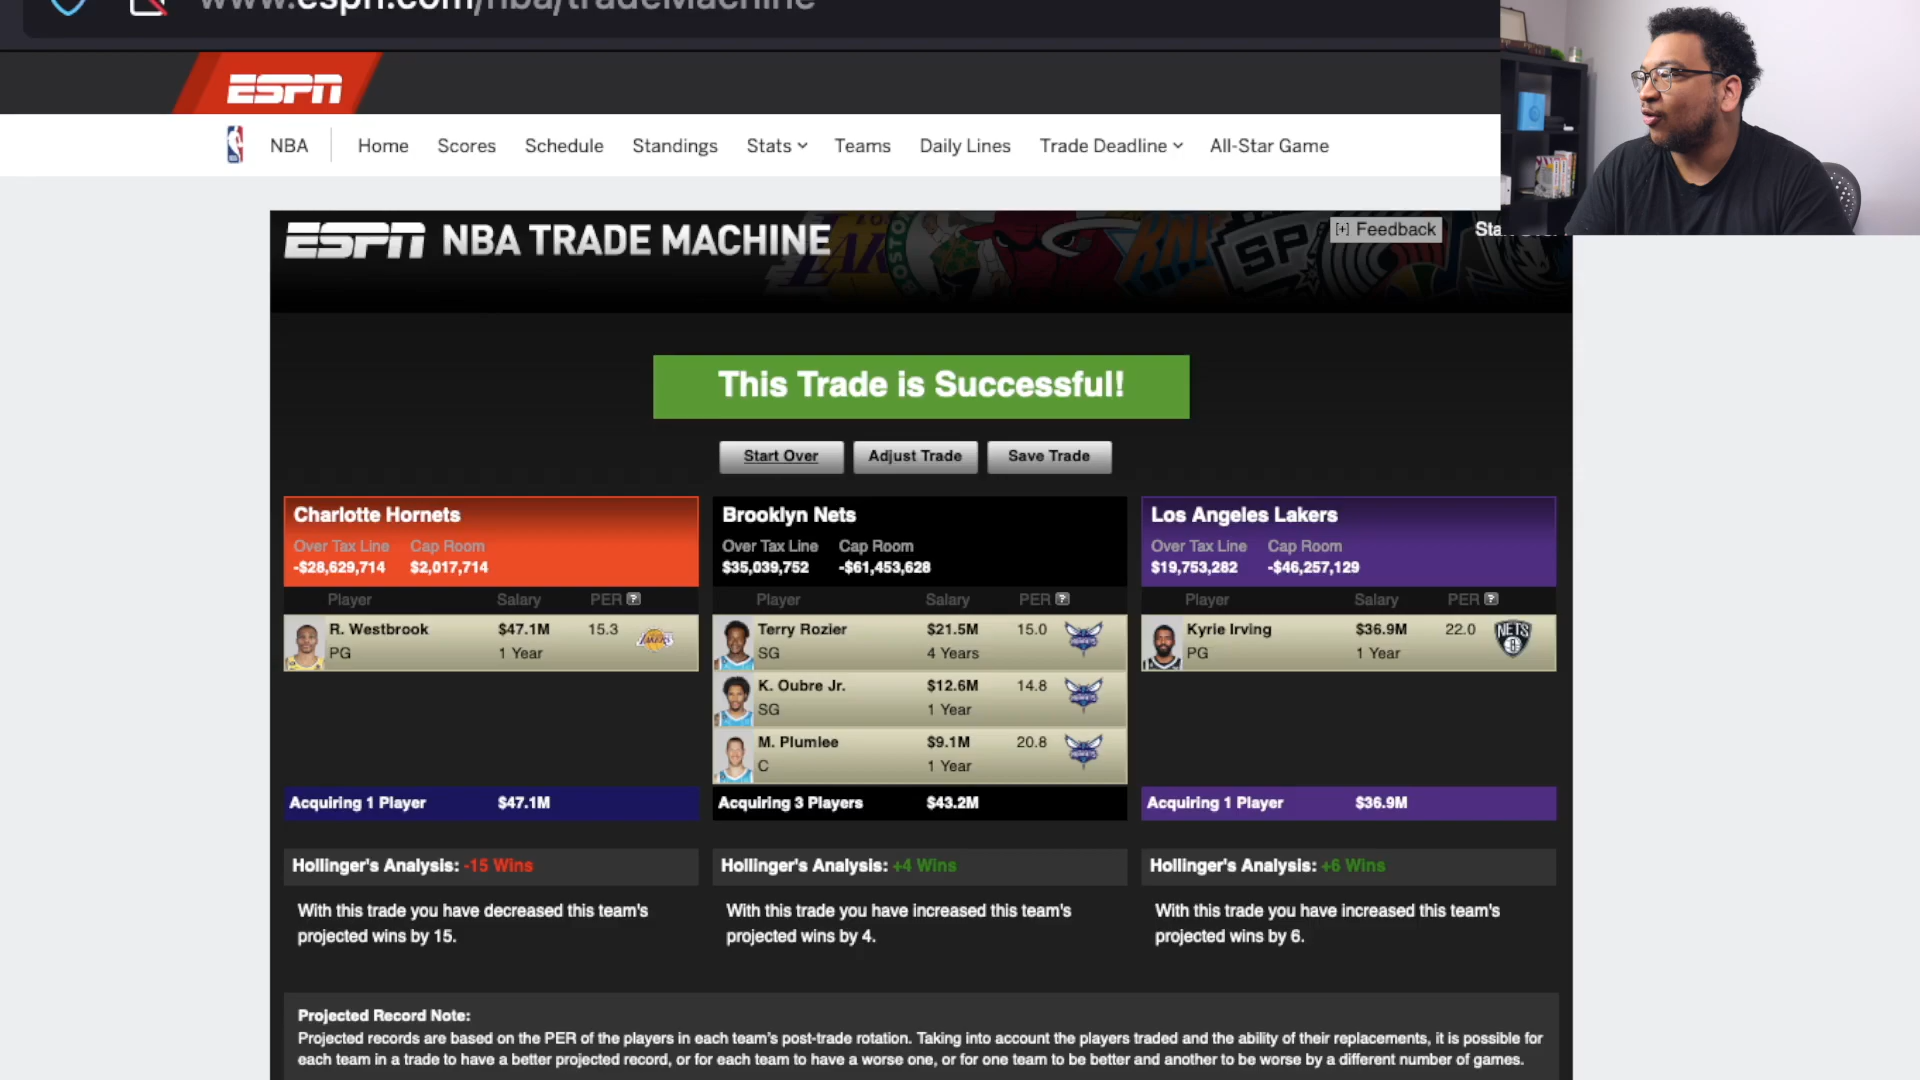 www.espn.com/nba/tradeMachine
ESPN
NBA Home Scores Schedule Standings Stats Teams Daily Lines Trade Deadline All-Star Game
ESPN NBA TRADE MACHINE
[+] Feedback
This Trade is Successful!
Start Over Adjust Trade Save Trade
Charlotte Hornets
Over Tax Line Cap Room
-$28,629,714 $2,017,714
Player Salary PER ?
R. Westbrook $47.1M 15.3 LAKERS
PG 1 Year
Acquiring 1 Player $47.1M
Hollinger's Analysis: -15 Wins
With this trade you have decreased this team's
projected wins by 15.
Brooklyn Nets
Over Tax Line Cap Room
$35,039,752 -$61,453,628
Player Salary PER ?
Terry Rozier $21.5M 15.0
SG 4 Years
K. Oubre Jr. $12.6M 14.8
SG 1 Year
M. Plumlee $9.1M 20.8
C 1 Year
Acquiring 3 Players $43.2M
Hollinger's Analysis: +4 Wins
With this trade you have increased this team's
projected wins by 4.
Los Angeles Lakers
Over Tax Line Cap Room
$19,753,282 -$46,257,129
Player Salary PER ?
Kyrie Irving $36.9M 22.0 NETS B
PG 1 Year
Acquiring 1 Player $36.9M
Hollinger's Analysis: +6 Wins
With this trade you have increased this team's
projected wins by 6.
Projected Record Note:
Projected records are based on the PER of the players in each team's post-trade rotation. Taking into account the players traded and the ability of their replacements, it is possible for
each team in a trade to have a better projected record, or for each team to have a worse one, or for one team to be better and another to be worse by a different number of games.